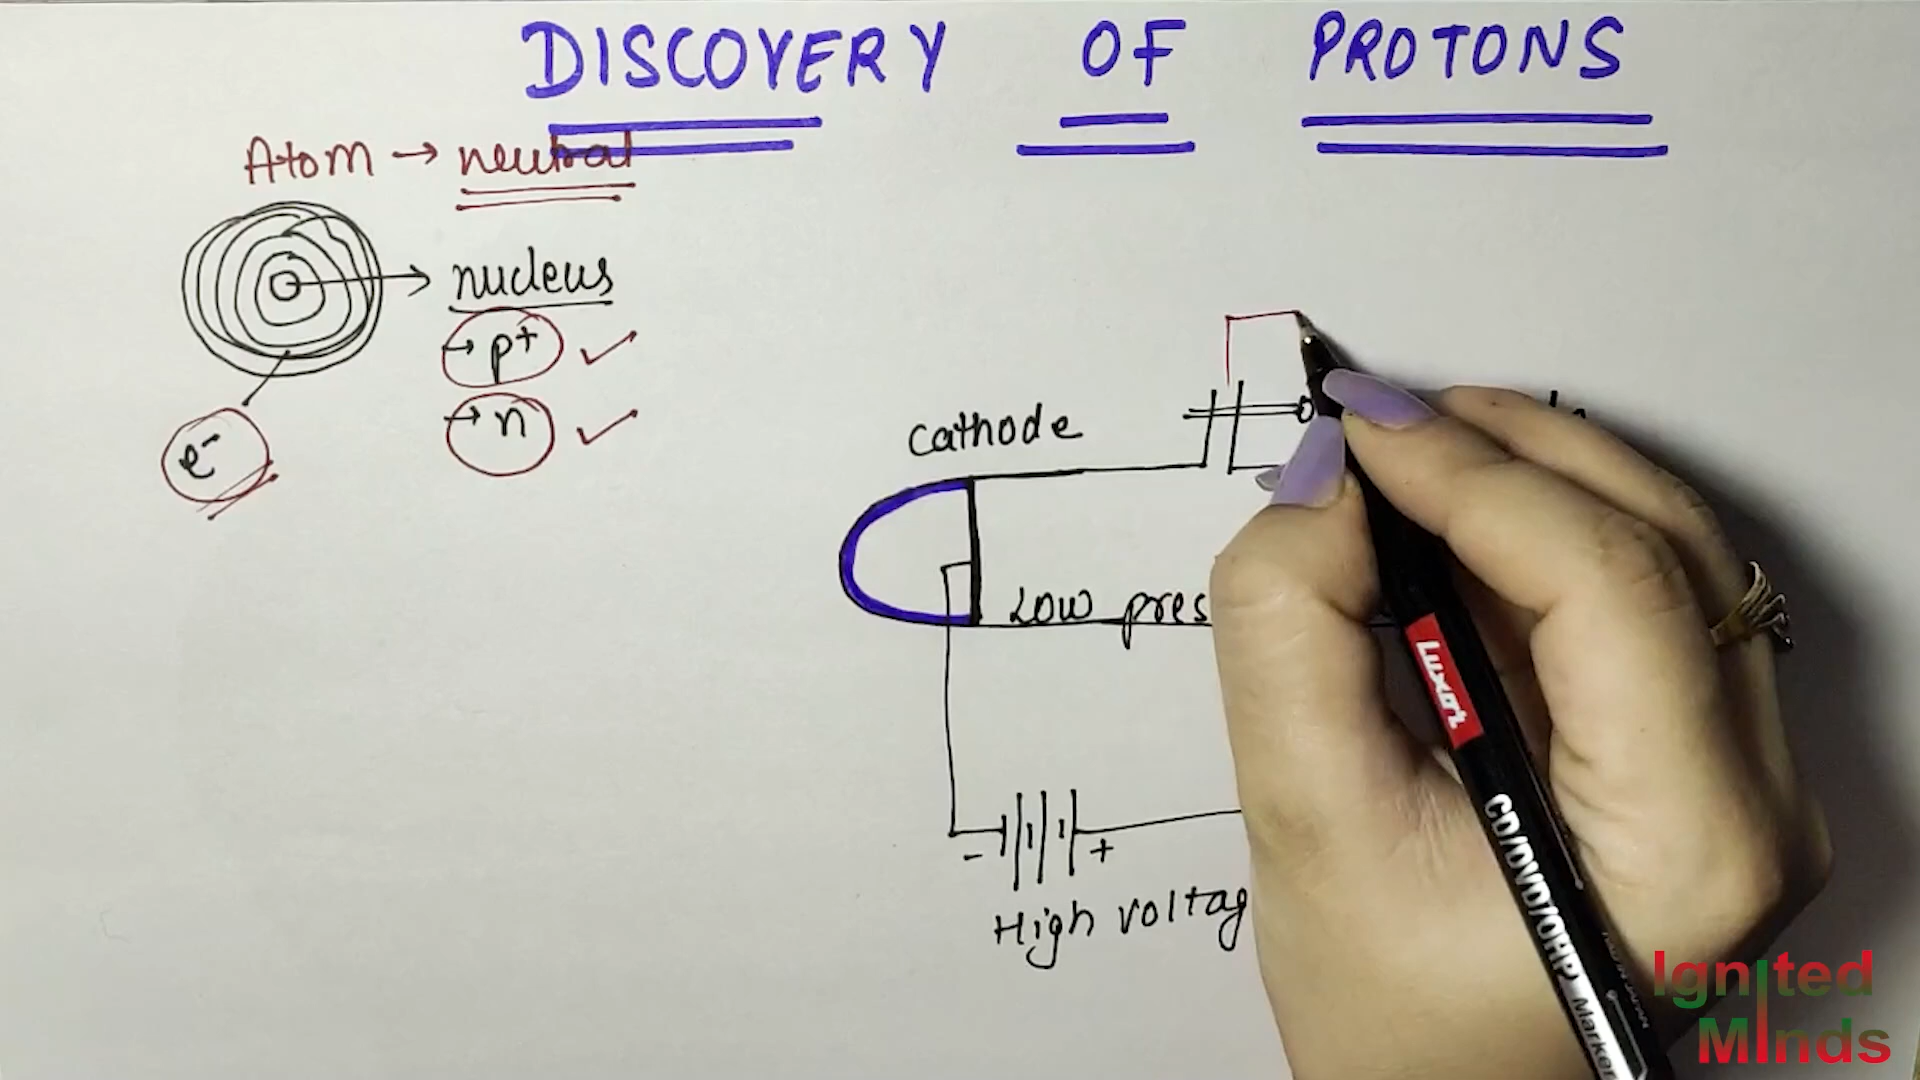 DISCOVERY OF PROTONS
Atom → neutral
nucleus
→ p+ ✓
→ n ✓
e-
cathode
Low pres
- +
High voltag
Luxor
CD/DVD/OHP Marker
Ignited
Minds